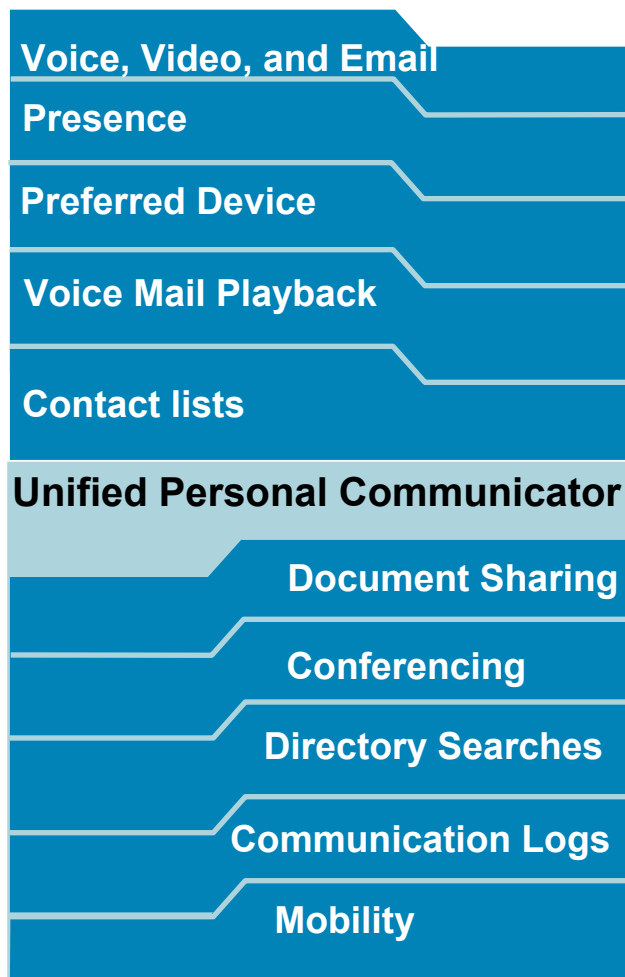 Voice, Video, and Email
Presence
Preferred Device
Voice Mail Playback
Contact lists
Unified Personal Communicator
Document Sharing
Conferencing
Directory Searches
Communication Logs
Mobility